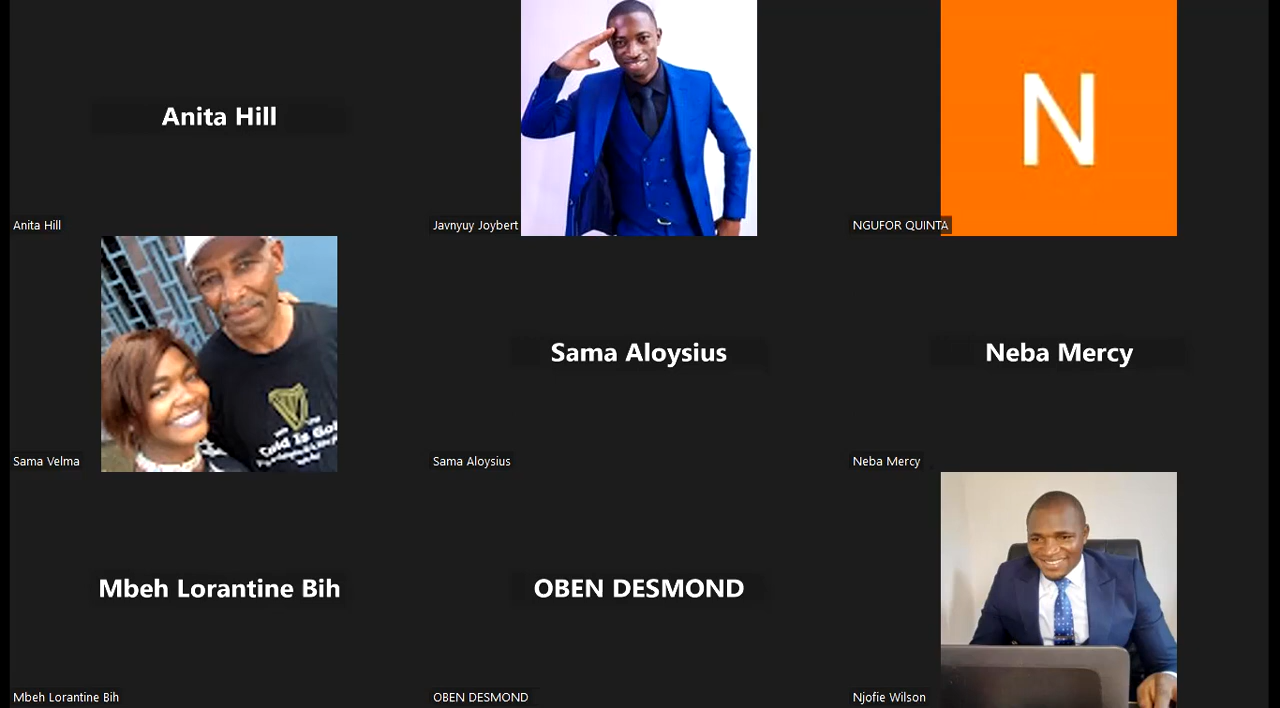 Anita Hill
Anita Hill
Javnyuy Joybert
N
NGUFOR QUINTA
Sama Velma
Sama Aloysius
Sama Aloysius
Neba Mercy
Neba Mercy
Mbeh Lorantine Bih
Mbeh Lorantine Bih
OBEN DESMOND
OBEN DESMOND
Njofie Wilson